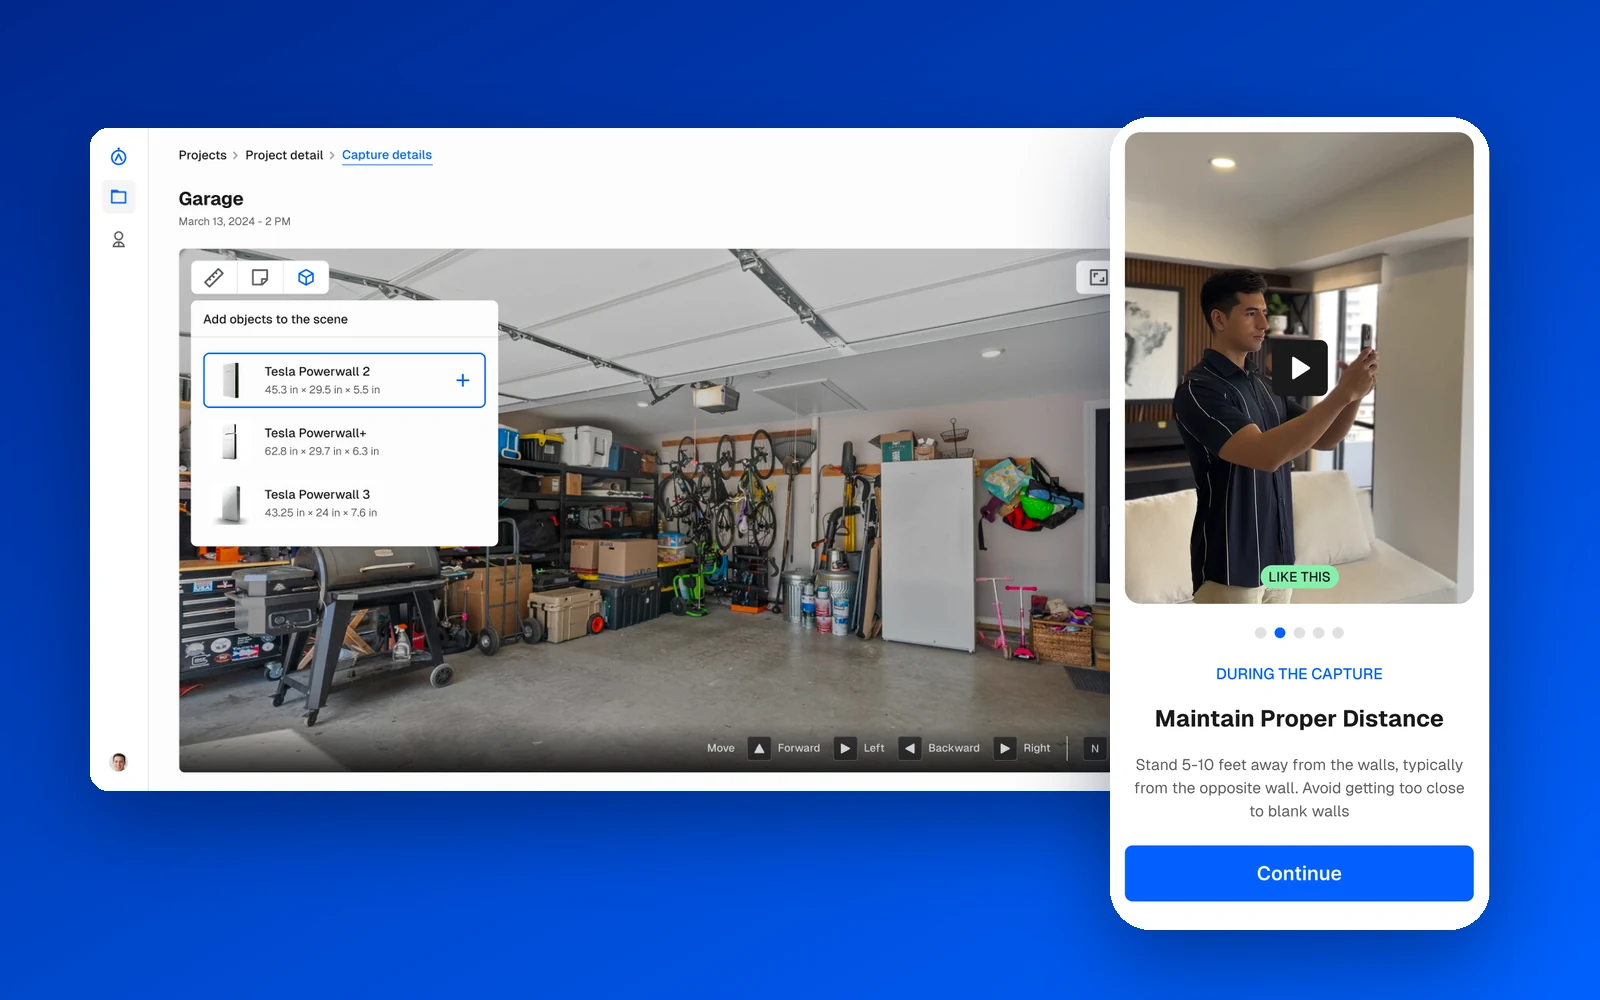 Projects > Project detail > Capture details
Garage
March 13, 2024 - 2 PM
Add objects to the scene
Tesla Powerwall 2
45.3 in × 29.5 in × 5.5 in
Tesla Powerwall+
62.8 in × 29.7 in × 6.3 in
Tesla Powerwall 3
43.25 in × 24 in × 7.6 in
Move Forward Left Backward Right N
LIKE THIS
DURING THE CAPTURE
Maintain Proper Distance
Stand 5-10 feet away from the walls, typically
from the opposite wall. Avoid getting too close
to blank walls
Continue